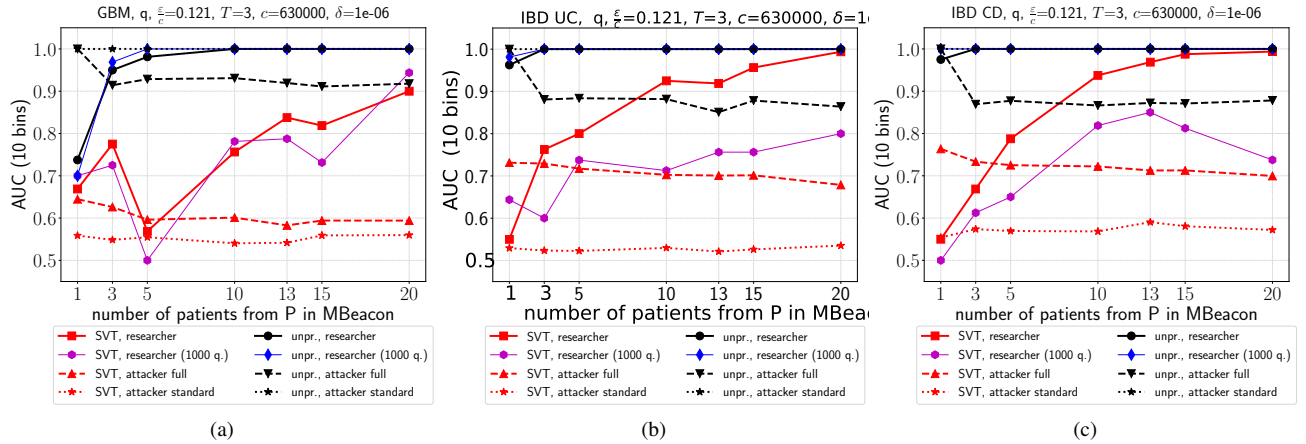 GBM, q, ε/c=0.121, T=3, c=630000, δ=1e-06
AUC (10 bins)
1.0
0.9
0.8
0.7
0.6
0.5
1 3 5 10 13 15 20
number of patients from P in MBeacon
SVT, researcher
SVT, researcher (1000 q.)
SVT, attacker full
SVT, attacker standard
unpr., researcher
unpr., researcher (1000 q.)
unpr., attacker full
unpr., attacker standard
(a)
IBD UC, q, ε/c=0.121, T=3, c=630000, δ=1
AUC (10 bins)
1.0
0.9
0.8
0.7
0.6
0.5
1 3 5 10 13 15 20
number of patients from P in MBeac
SVT, researcher
SVT, researcher (1000 q.)
SVT, attacker full
SVT, attacker standard
unpr., researcher
unpr., researcher (1000 q.)
unpr., attacker full
unpr., attacker standard
(b)
IBD CD, q, ε/c=0.121, T=3, c=630000, δ=1e-06
AUC (10 bins)
1.0
0.9
0.8
0.7
0.6
0.5
1 3 5 10 13 15 20
number of patients from P in MBeacon
SVT, researcher
SVT, researcher (1000 q.)
SVT, attacker full
SVT, attacker standard
unpr., researcher
unpr., researcher (1000 q.)
unpr., attacker full
unpr., attacker standard
(c)